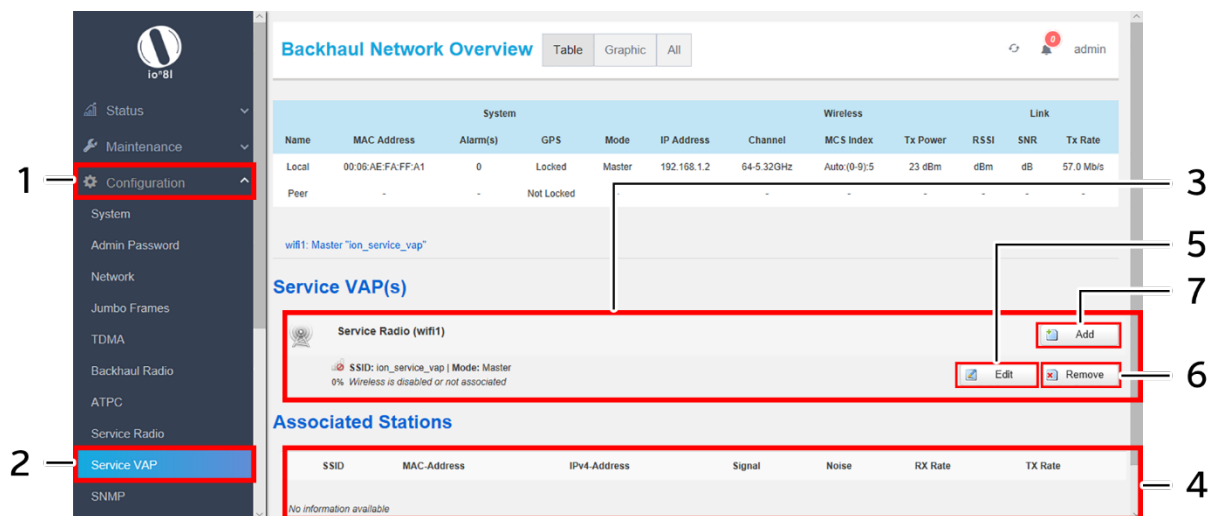 io"8l
Backhaul Network Overview Table Graphic All 0 admin
Status
Maintenance
1 Configuration
System
Admin Password
Network
Jumbo Frames
TDMA
Backhaul Radio
ATPC
Service Radio
2 Service VAP
SNMP
System Wireless Link
Name MAC Address Alarm(s) GPS Mode IP Address Channel MCS Index Tx Power RSSI SNR Tx Rate
Local 00:06:AE:FA:FF:A1 0 Locked Master 192.168.1.2 64-5.32GHz Auto:(0-9):5 23 dBm dBm dB 57.0 Mb/s
Peer - - Not Locked - - - - - - -
3
wifi1: Master "ion_service_vap"
5
Service VAP(s)
7
Service Radio (wifi1) Add
SSID: ion_service_vap | Mode: Master
0% Wireless is disabled or not associated Edit Remove 6
Associated Stations
SSID MAC-Address IPv4-Address Signal Noise RX Rate TX Rate
4
No information available